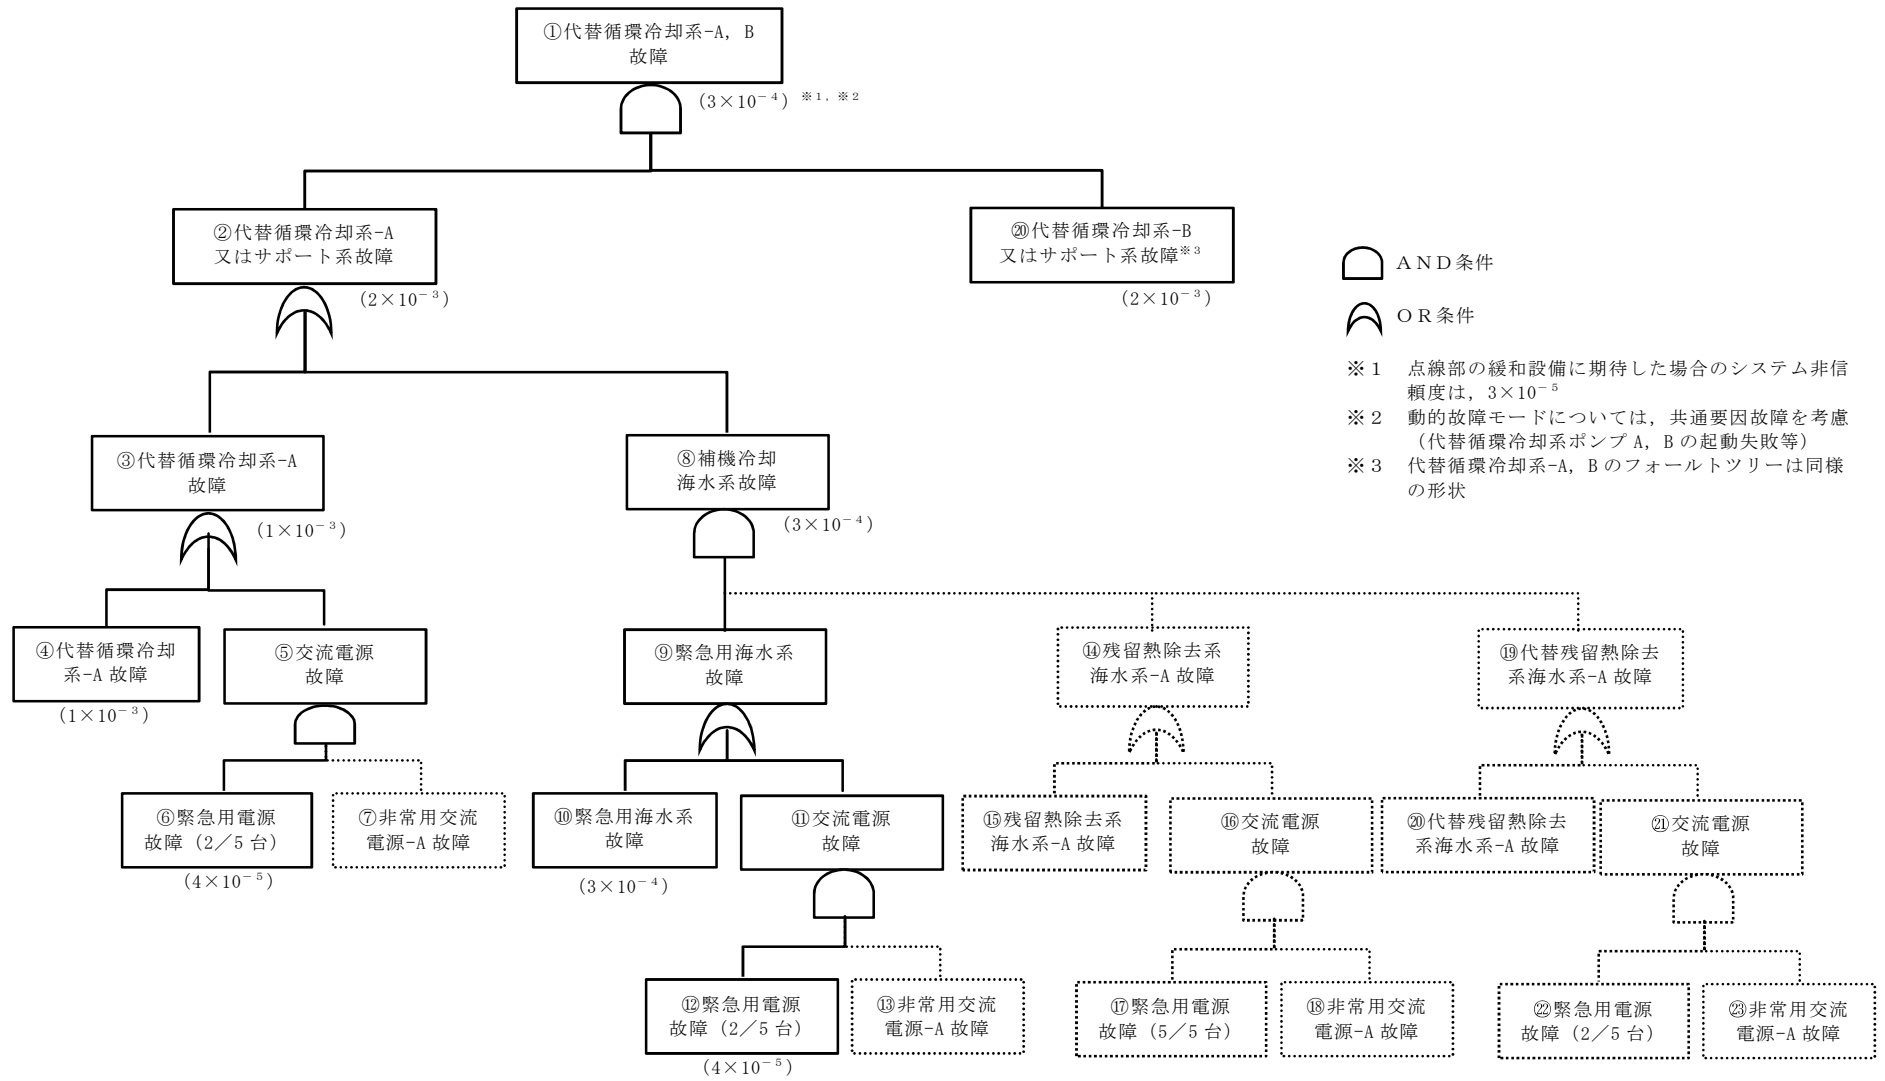 ①代替循環冷却系-A, B
故障
(3×10⁻⁴) ※1, ※2
②代替循環冷却系-A
又はサポート系故障
(2×10⁻³)
⑳代替循環冷却系-B
又はサポート系故障※3
(2×10⁻³)
AND条件
OR条件
※1 点線部の緩和設備に期待した場合のシステム非信
頼度は，3×10⁻⁵
※2 動的故障モードについては，共通要因故障を考慮
（代替循環冷却系ポンプ A, B の起動失敗等）
※3 代替循環冷却系-A, B のフォールトツリーは同様
の形状
③代替循環冷却系-A
故障
(1×10⁻³)
⑧補機冷却
海水系故障
(3×10⁻⁴)
④代替循環冷却
系-A 故障
(1×10⁻³)
⑤交流電源
故障
⑨緊急用海水系
故障
⑭残留熱除去系
海水系-A 故障
⑲代替残留熱除去
系海水系-A 故障
⑥緊急用電源
故障（2／5 台）
(4×10⁻⁵)
⑦非常用交流
電源-A 故障
⑩緊急用海水系
故障
(3×10⁻⁴)
⑪交流電源
故障
⑮残留熱除去系
海水系-A 故障
⑯交流電源
故障
⑳代替残留熱除去
系海水系-A 故障
㉑交流電源
故障
⑫緊急用電源
故障（2／5 台）
(4×10⁻⁵)
⑬非常用交流
電源-A 故障
⑰緊急用電源
故障（5／5 台）
⑱非常用交流
電源-A 故障
㉒緊急用電源
故障（2／5 台）
㉓非常用交流
電源-A 故障